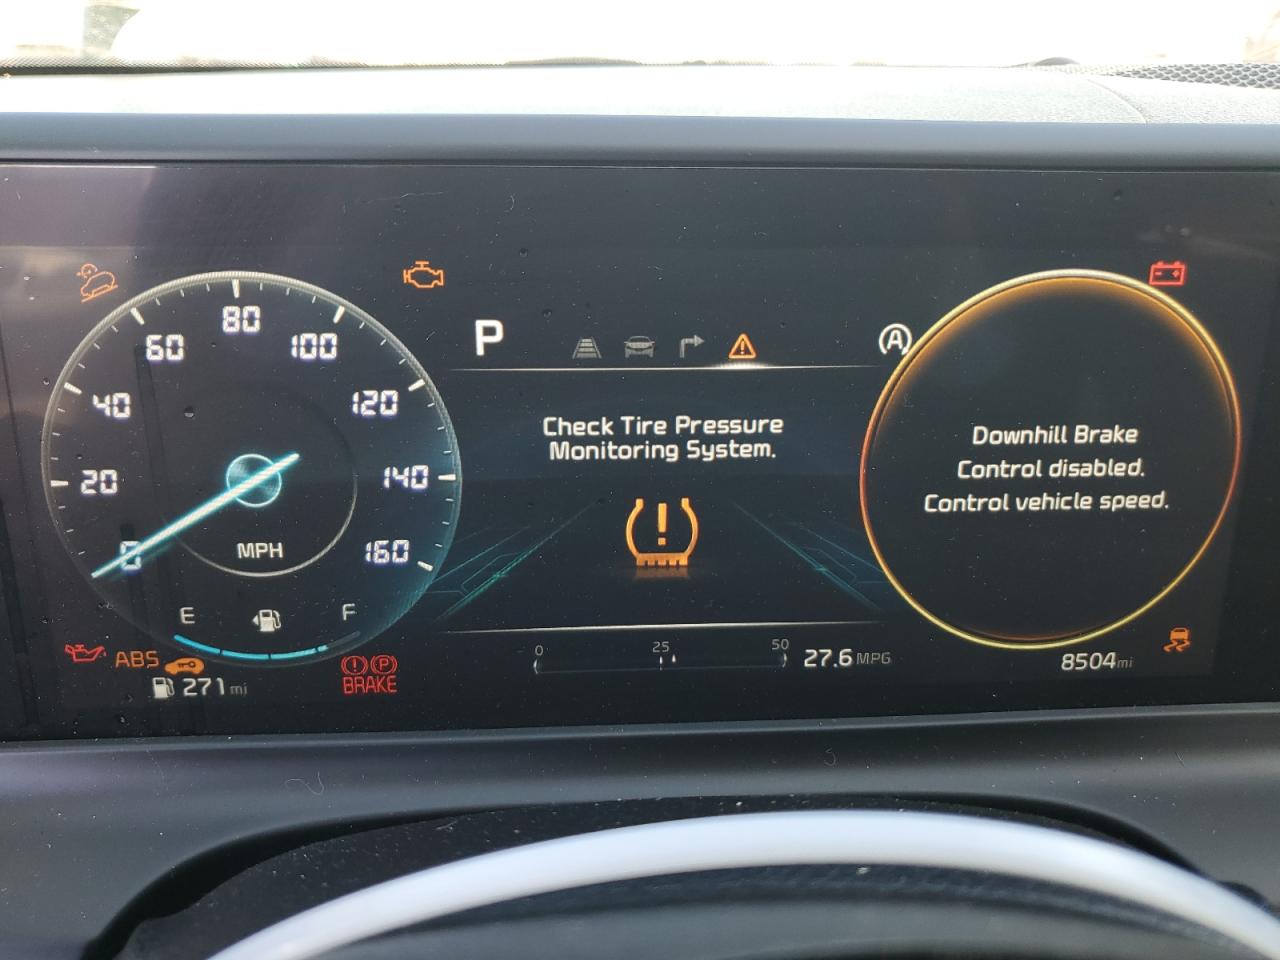 80
60
100
40
120
20
140
0
160
MPH
E
F
ABS
271 mi
BRAKE
P
P
A
Check Tire Pressure
Monitoring System.
0
25
50
27.6 MPG
Downhill Brake
Control disabled.
Control vehicle speed.
8504 mi